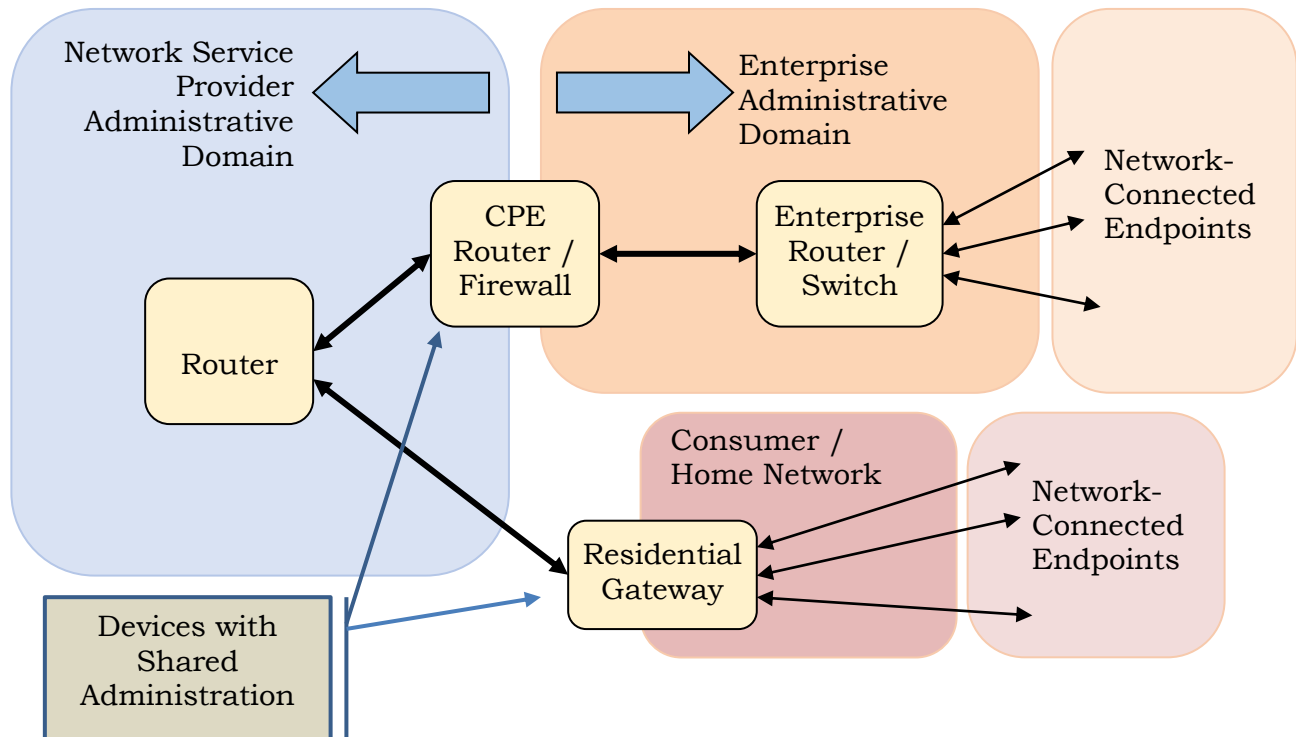 Network Service
Provider
Administrative
Domain
Enterprise
Administrative
Domain
Network-
Connected
Endpoints
CPE
Router /
Firewall
Enterprise
Router /
Switch
Router
Consumer /
Home Network
Network-
Connected
Endpoints
Residential
Gateway
Devices with
Shared
Administration